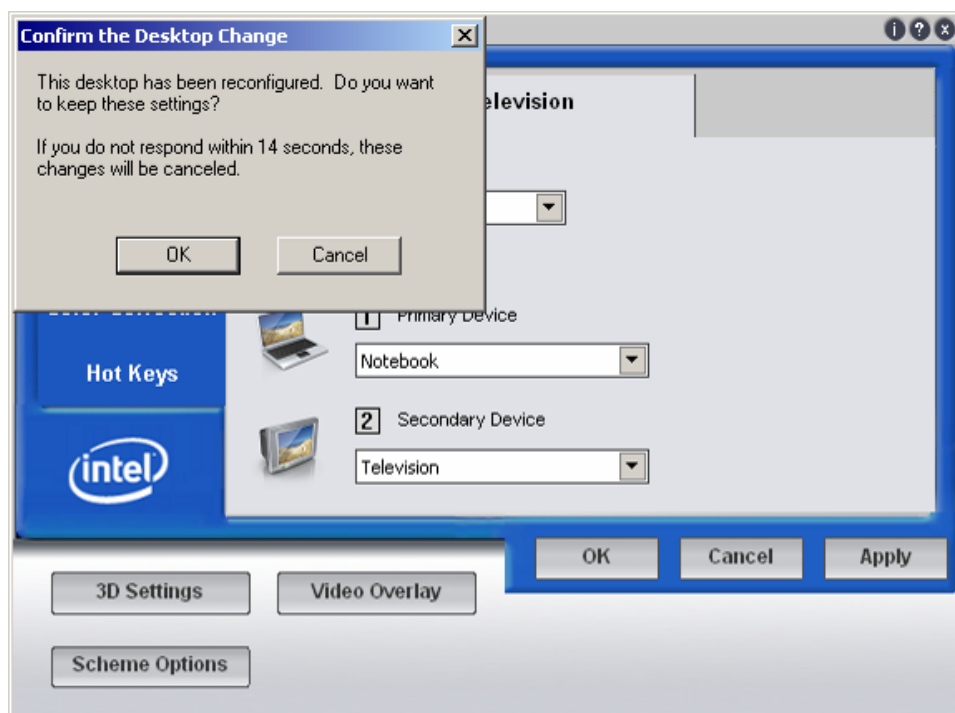 Confirm the Desktop Change
This desktop has been reconfigured. Do you want
to keep these settings?
If you do not respond within 14 seconds, these
changes will be canceled.
OK
Cancel
Primary Device
Notebook
Hot Keys
2 Secondary Device
Television
intel
OK
Cancel
Apply
3D Settings
Video Overlay
Scheme Options